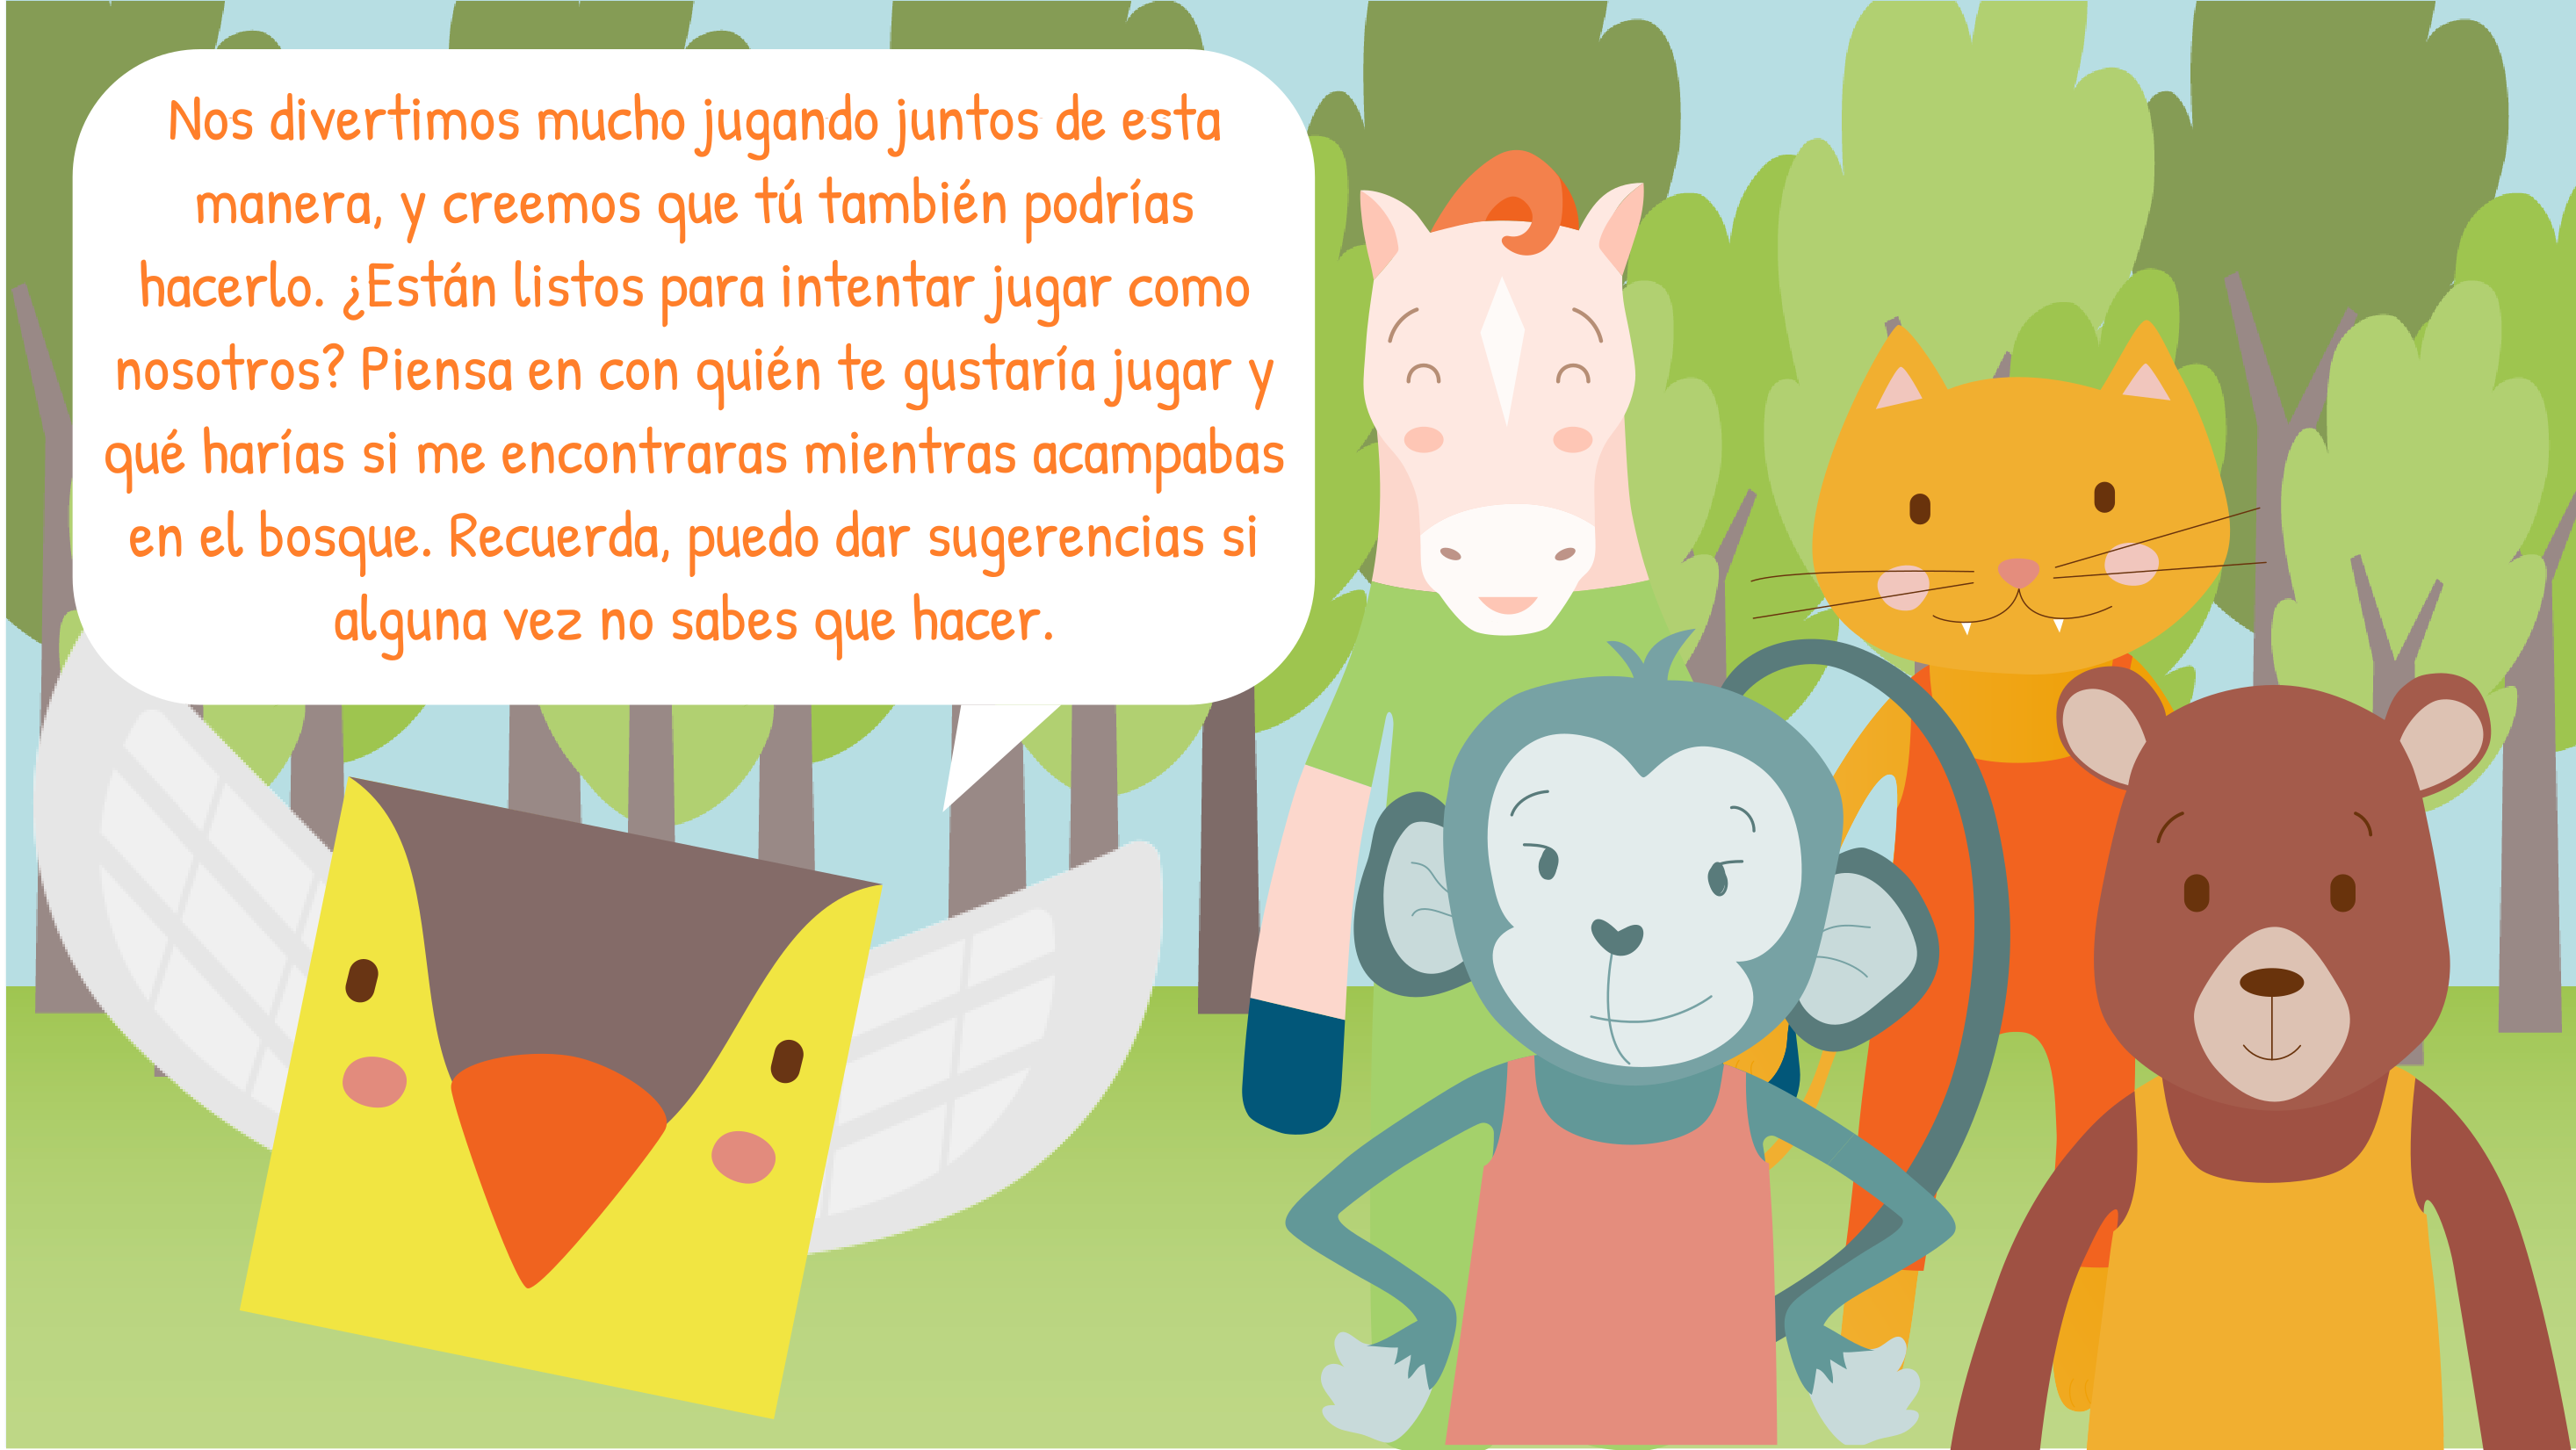 Nos divertimos mucho jugando juntos de esta
manera, y creemos que tú también podrías
hacerlo. ¿Están listos para intentar jugar como
nosotros? Piensa en con quién te gustaría jugar y
qué harías si me encontraras mientras acampabas
en el bosque. Recuerda, puedo dar sugerencias si
alguna vez no sabes que hacer.